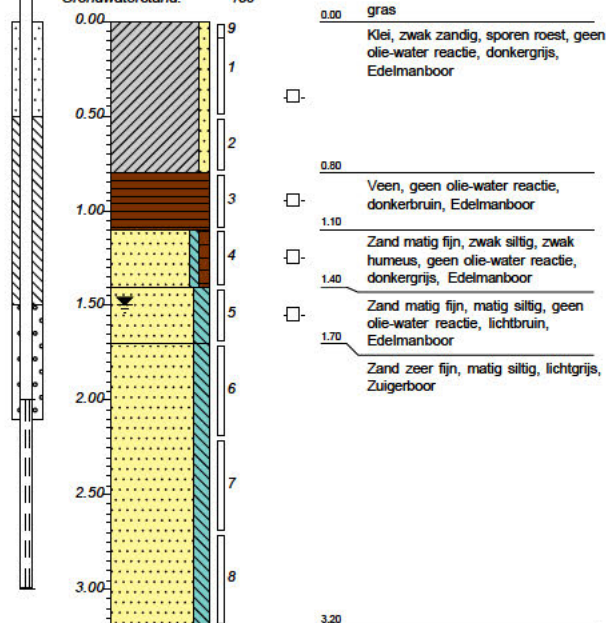 0.00
9
1
0.50
2
3
1.00
4
1.50
5
6
2.00
2.50
7
3.00
8
0.00
gras
Klei, zwak zandig, sporen roest, geen
olie-water reactie, donkergrijs,
Edelmanboor
0.80
Veen, geen olie-water reactie,
donkerbruin, Edelmanboor
1.10
Zand matig fijn, zwak siltig, zwak
humeus, geen olie-water reactie,
donkergrijs, Edelmanboor
1.40
Zand matig fijn, matig siltig, geen
olie-water reactie, lichtbruin,
Edelmanboor
1.70
Zand zeer fijn, matig siltig, lichtgrijs,
Zuigerboor
3.20